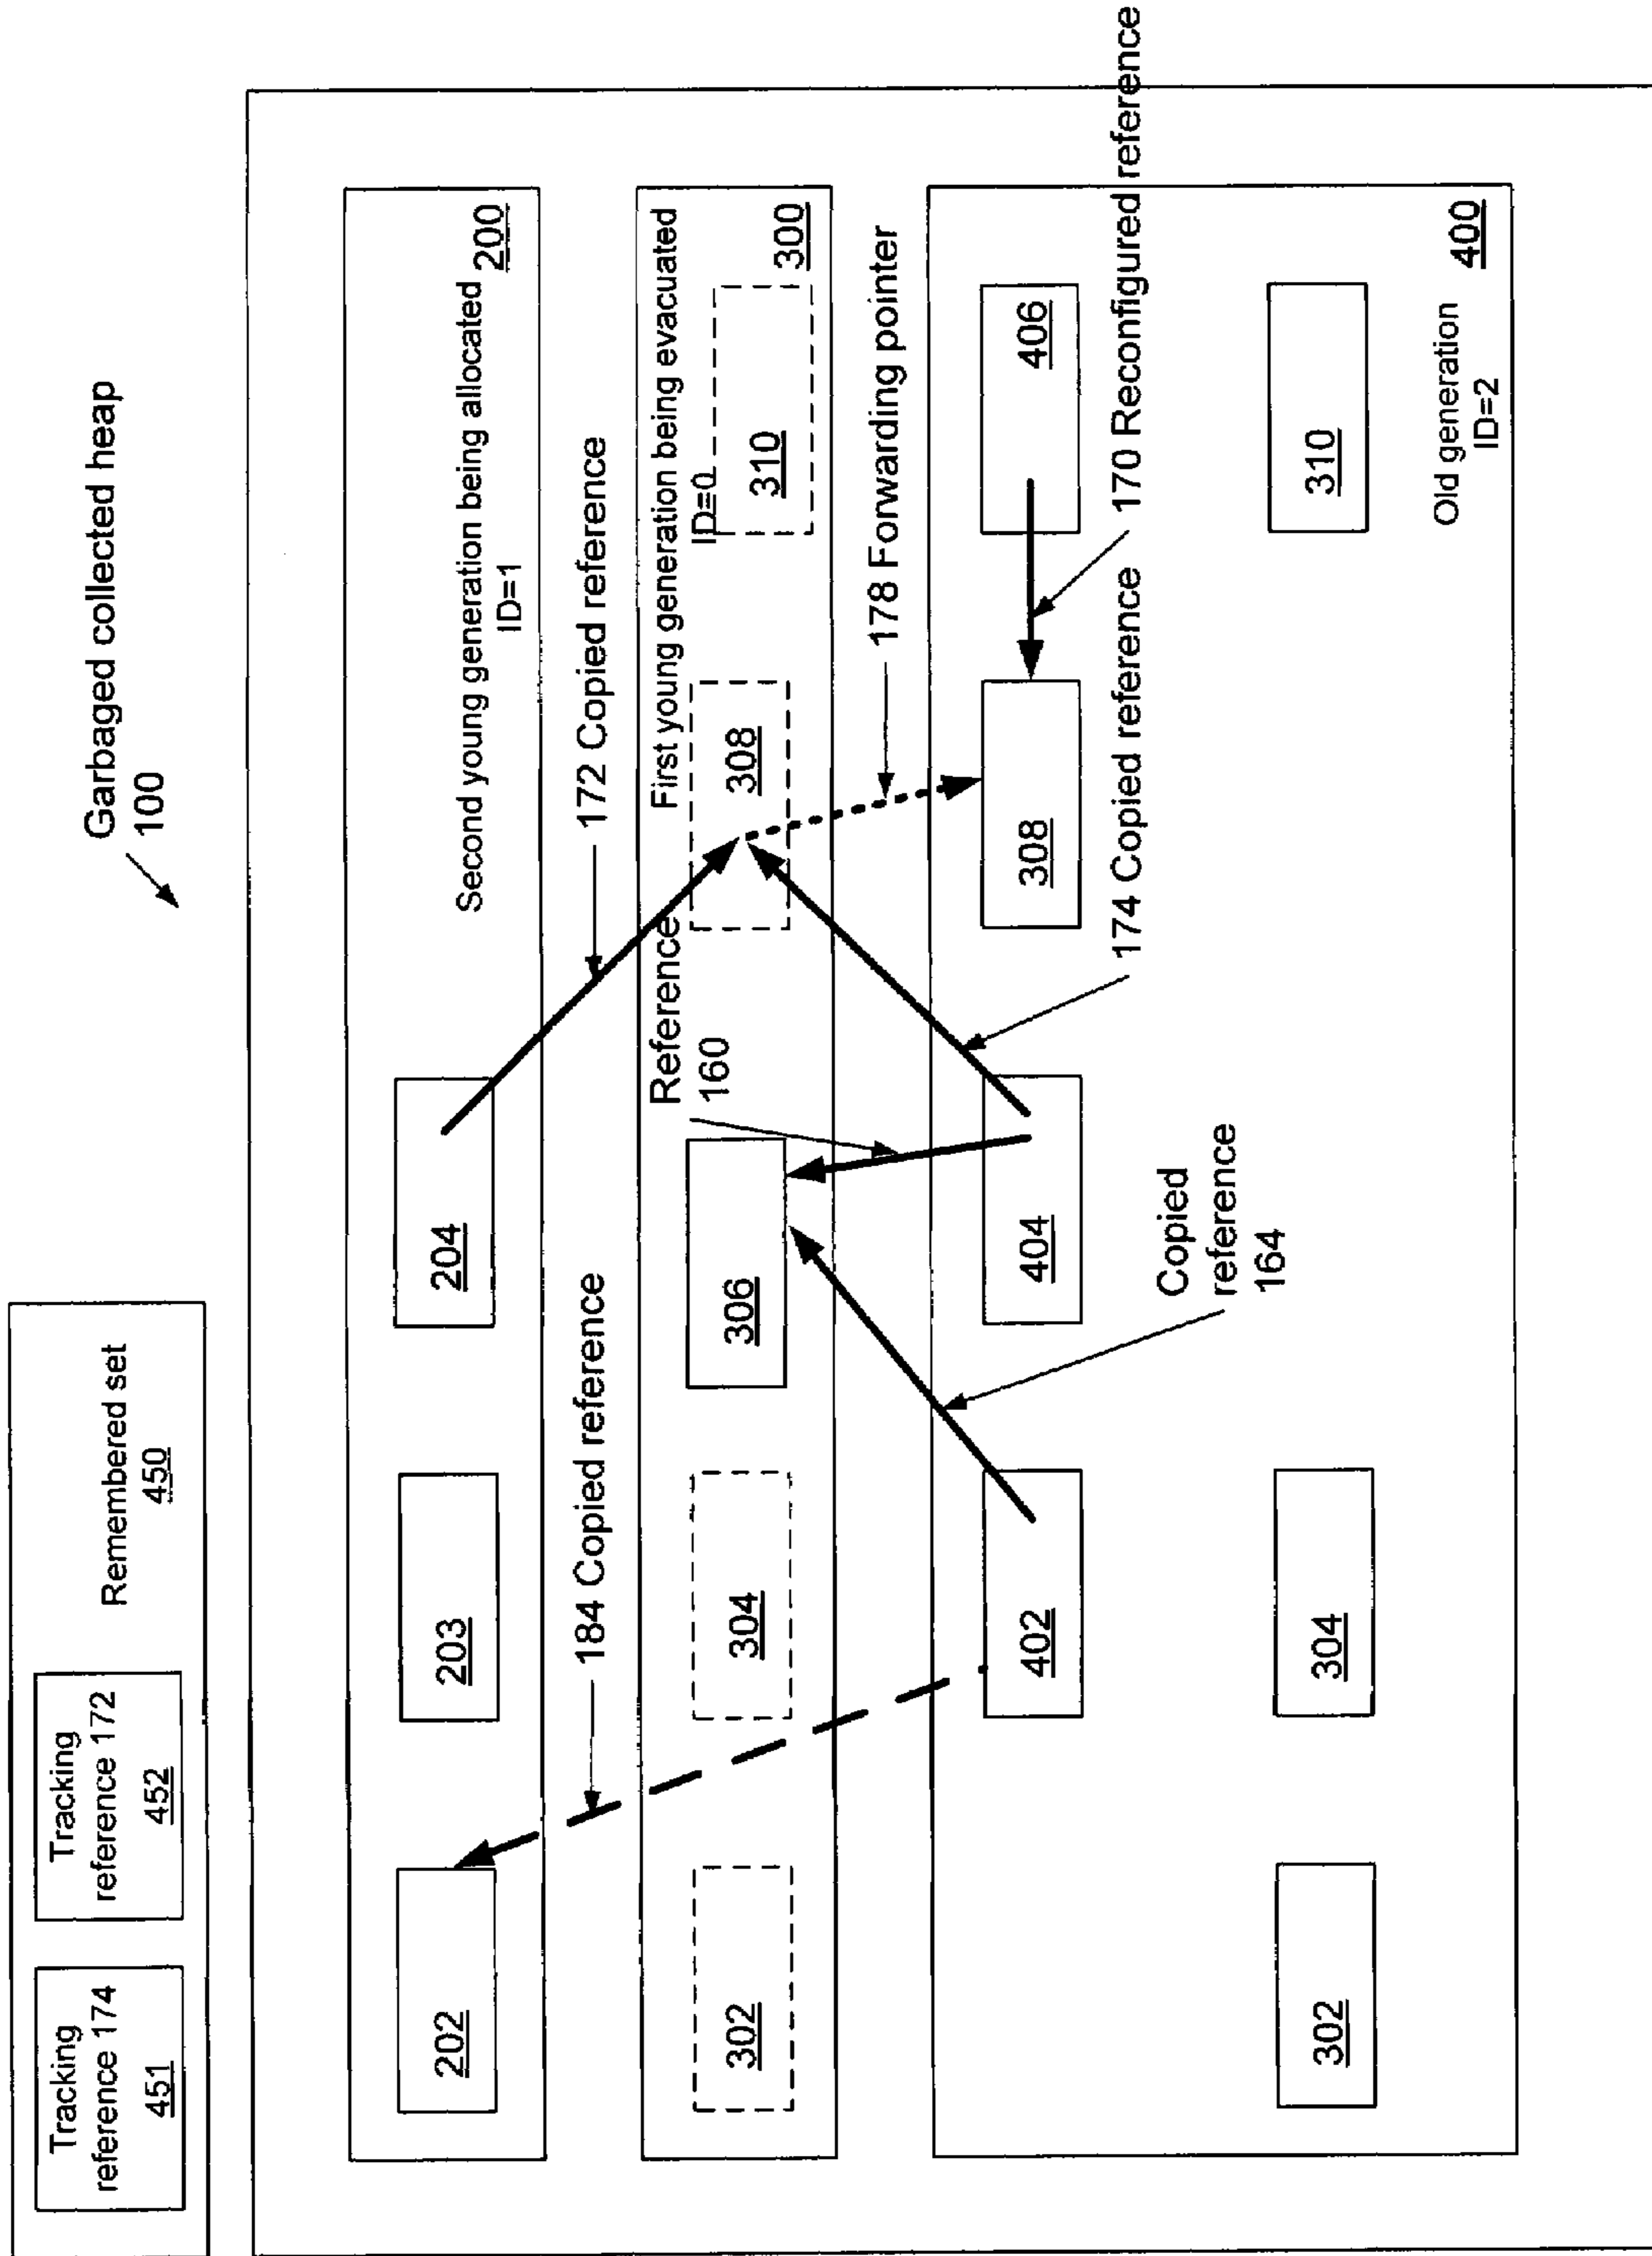 Tracking
reference 174
451
Tracking
reference 172
452
Remembered set
450
Garbaged collected heap
100
202
203
204
Second young generation being allocated
ID=1
200
184 Copied reference
172 Copied reference
302
304
306
Reference
160
308
First young generation being evacuated
ID=0
310
300
178 Forwarding pointer
402
404
308
406
Copied
reference
164
174 Copied reference
170 Reconfigured reference
302
304
310
Old generation
ID=2
400